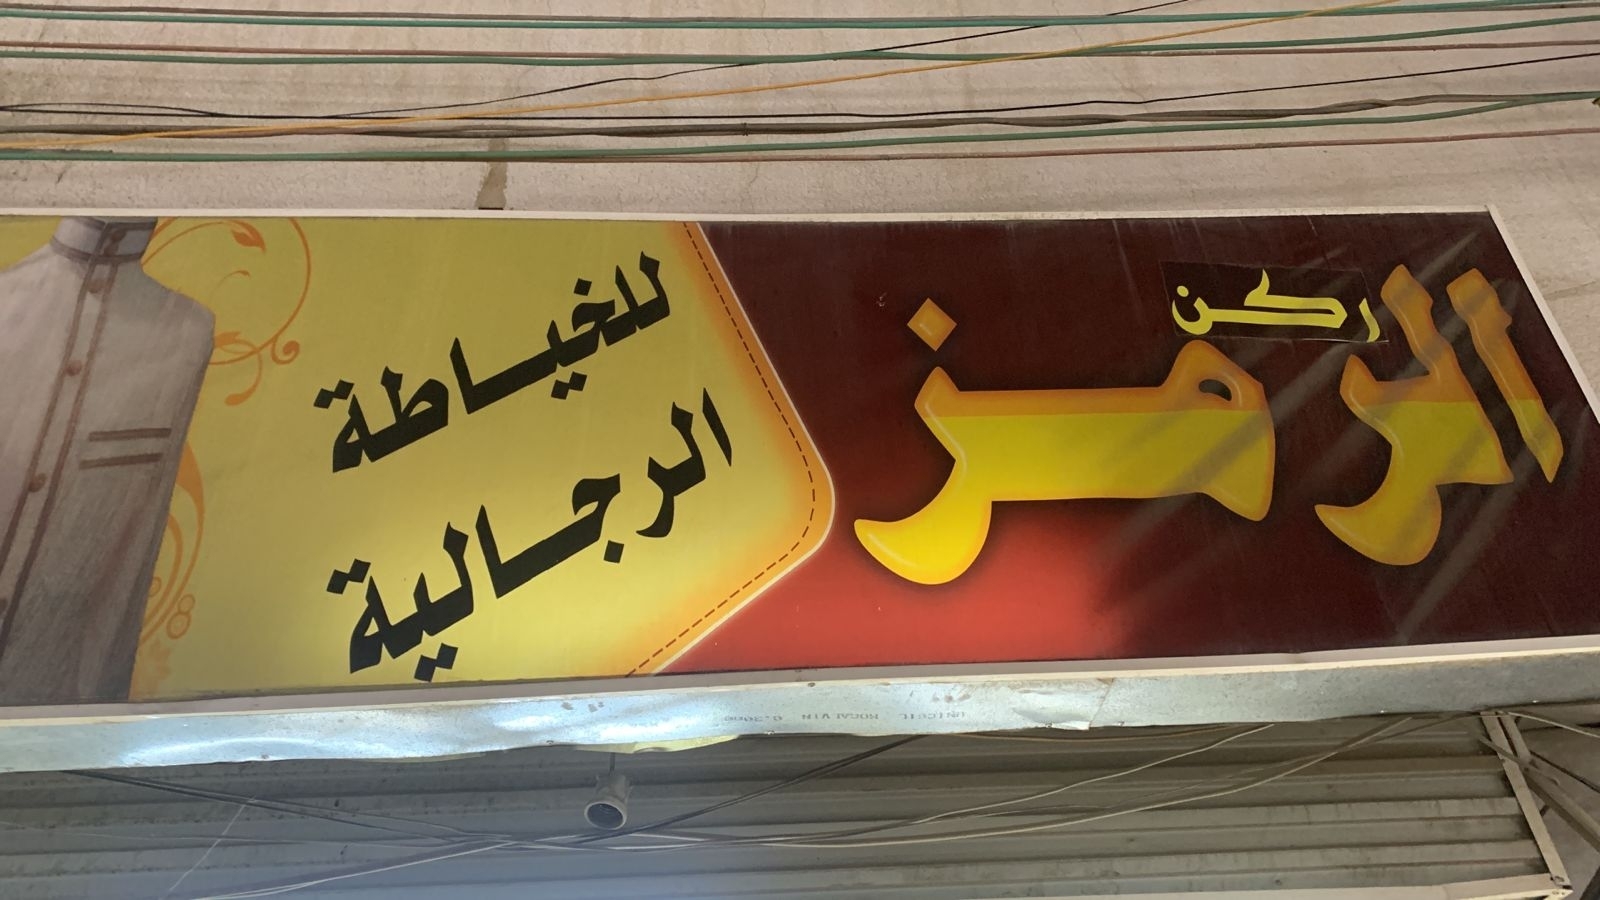 ركن
الرمز
للخياطة
الرجالية